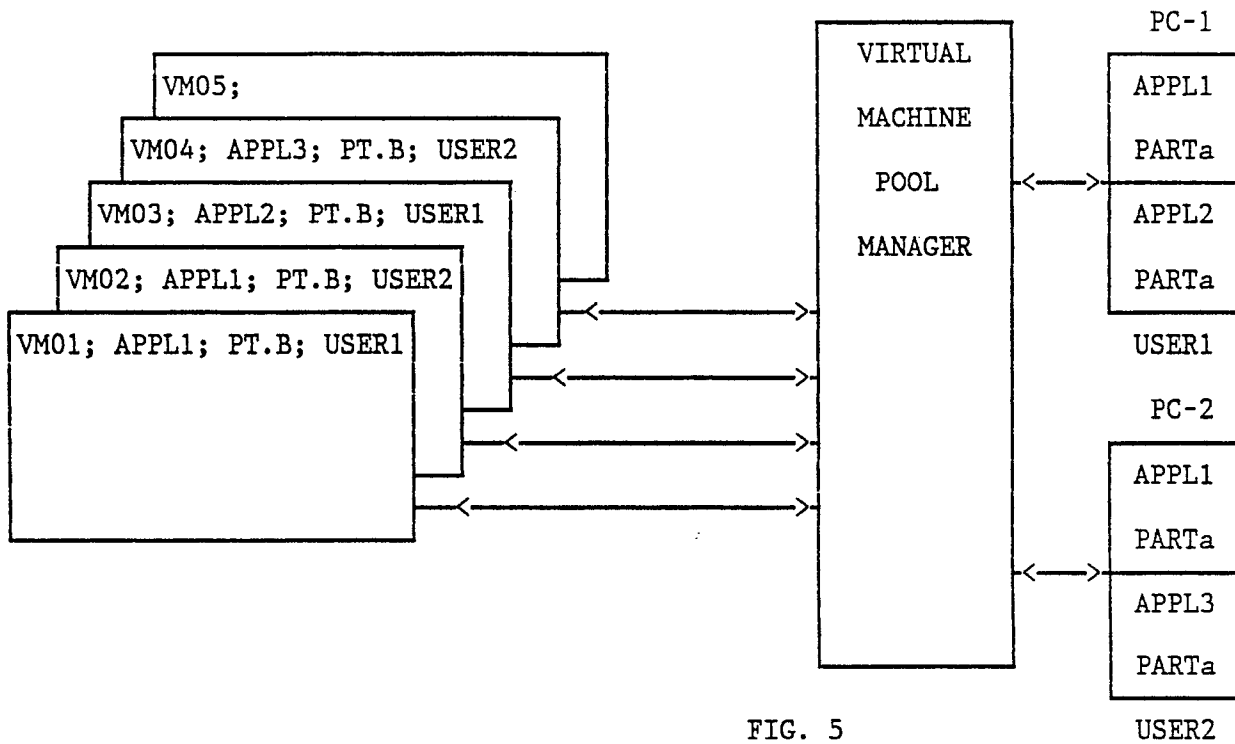 VM05;
VM04; APPL3; PT.B; USER2
VM03; APPL2; PT.B; USER1
VM02; APPL1; PT.B; USER2
VM01; APPL1; PT.B; USER1
VIRTUAL
MACHINE
POOL
MANAGER
PC-1
APPL1
PARTa
APPL2
PARTa
USER1
PC-2
APPL1
PARTa
APPL3
PARTa
USER2
FIG. 5